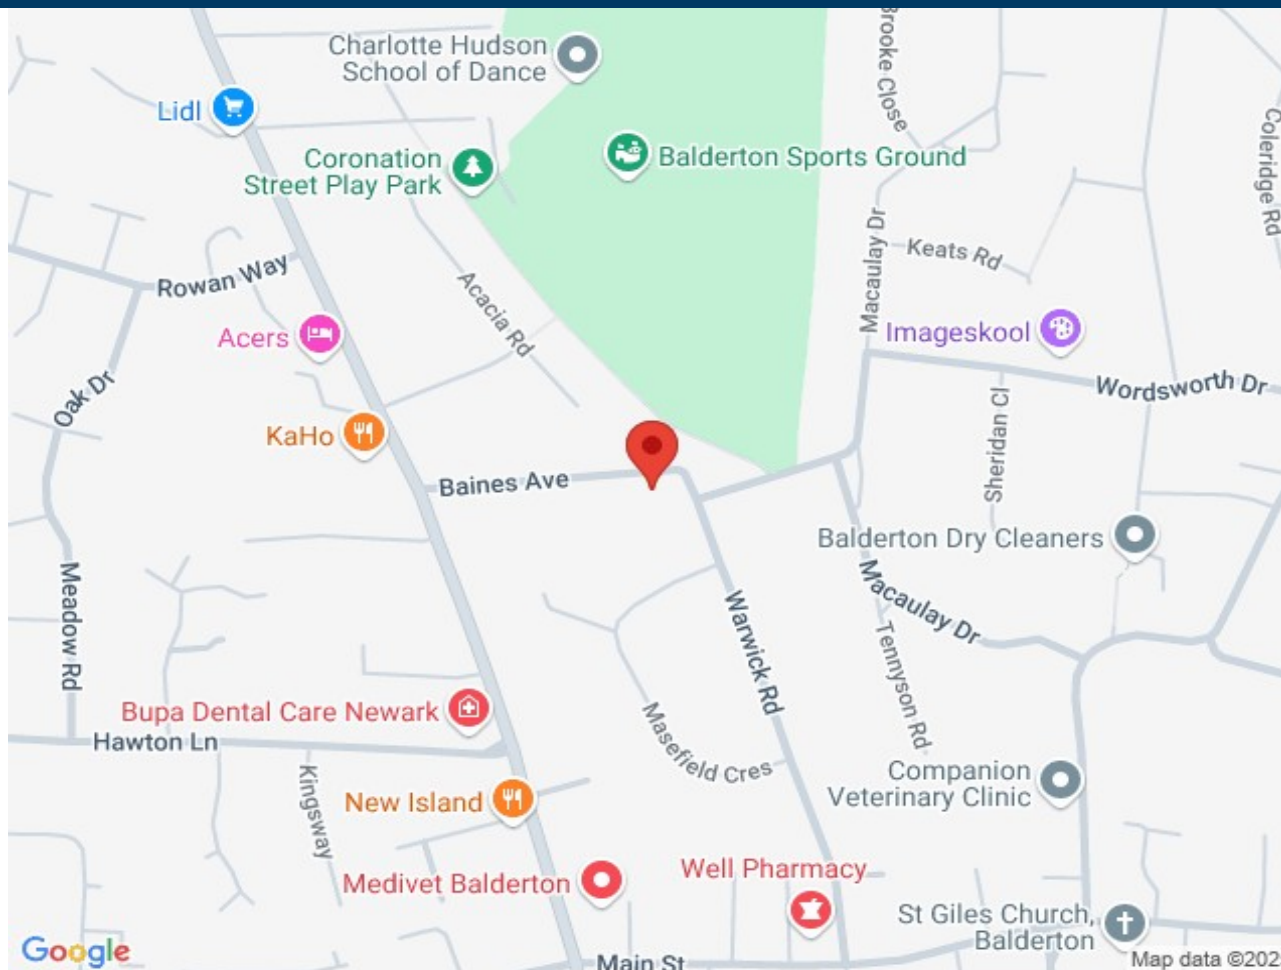 Charlotte Hudson
School of Dance
Brooke Close
Lidl
Coleridge Rd
Coronation
Street Play Park
Balderton Sports Ground
Macaulay Dr
Keats Rd
Rowan Way
Acacia Rd
Acers
Imageskool
Oak Dr
Wordsworth Dr
Sheridan Cl
KaHo
Baines Ave
Balderton Dry Cleaners
Meadow Rd
Macaulay Dr
Warwick Rd
Tennyson Rd
Bupa Dental Care Newark
Hawton Ln
Masefield Cres
Kingsway
New Island
Companion
Veterinary Clinic
Medivet Balderton
Well Pharmacy
St Giles Church,
Balderton
Google
Main St
Map data ©202